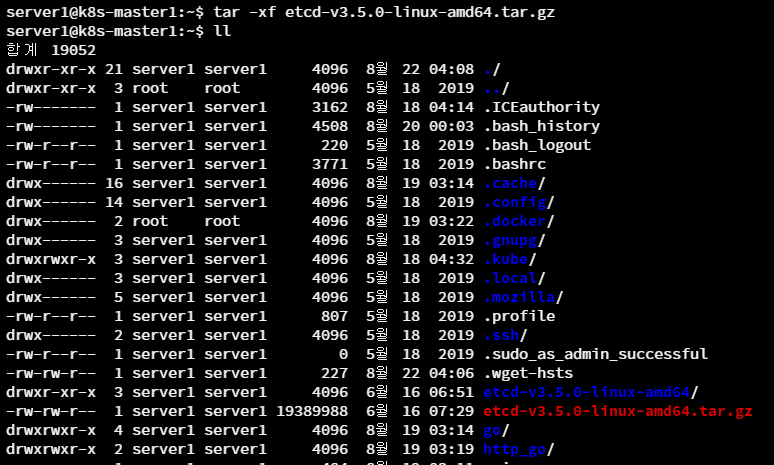 server1@k8s-master1:~$ tar -xf etcd-v3.5.0-linux-amd64.tar.gz
server1@k8s-master1:~$ ll
합계 19052
drwxr-xr-x 21 server1 server1     4096  8월 22 04:08 ./
drwxr-xr-x  3 root    root        4096  5월 18  2019 ../
-rw-------  1 server1 server1     3162  8월 18 04:14 .ICEauthority
-rw-------  1 server1 server1     4508  8월 20 00:03 .bash_history
-rw-r--r--  1 server1 server1      220  5월 18  2019 .bash_logout
-rw-r--r--  1 server1 server1     3771  5월 18  2019 .bashrc
drwx------ 16 server1 server1     4096  8월 19 03:14 .cache/
drwx------ 14 server1 server1     4096  5월 18  2019 .config/
drwx------  2 root    root        4096  8월 19 03:22 .docker/
drwx------  3 server1 server1     4096  5월 18  2019 .gnupg/
drwxrwxr-x  3 server1 server1     4096  8월 18 04:32 .kube/
drwx------  3 server1 server1     4096  5월 18  2019 .local/
drwx------  5 server1 server1     4096  5월 18  2019 .mozilla/
-rw-r--r--  1 server1 server1      807  5월 18  2019 .profile
drwx------  2 server1 server1     4096  8월 18  2019 .ssh/
-rw-r--r--  1 server1 server1        0  5월 18  2019 .sudo_as_admin_successful
-rw-rw-r--  1 server1 server1      227  8월 22 04:06 .wget-hsts
drwxr-xr-x  3 server1 server1     4096  6월 16 06:51 etcd-v3.5.0-linux-amd64/
-rw-rw-r--  1 server1 server1 19389988  6월 16 07:29 etcd-v3.5.0-linux-amd64.tar.gz
drwxrwxr-x  4 server1 server1     4096  8월 19 03:14 go/
drwxrwxr-x  2 server1 server1     4096  8월 19 03:19 http_go/